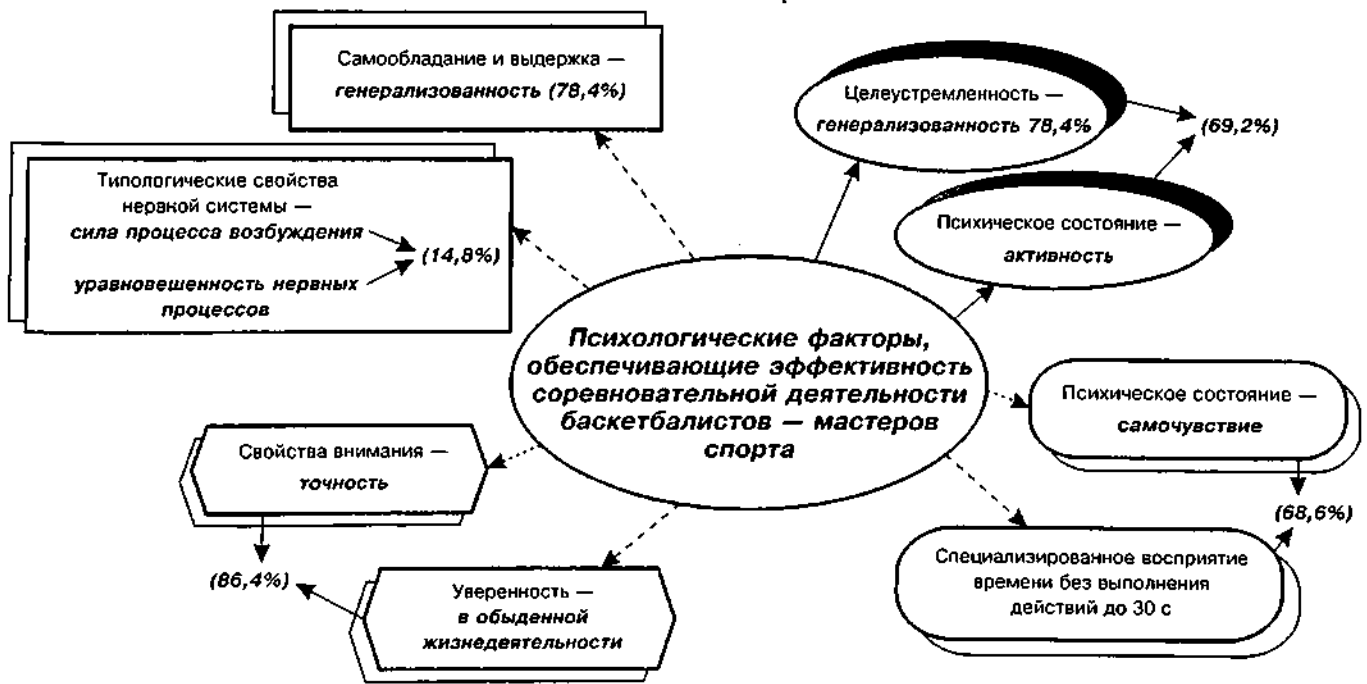 Самообладание и выдержка —
генерализованность (78,4%)
Целеустремленность —
генерализованность 78,4%
(69,2%)
Психическое состояние —
активность
Типологические свойства
нервной системы —
сила процесса возбуждения
(14,8%)
уравновешенность нервных
процессов
Психологические факторы,
обеспечивающие эффективность
соревновательной деятельности
баскетбалистов — мастеров
спорта
Психическое состояние —
самочувствие
(68,6%)
Специализированное восприятие
времени без выполнения
действий до 30 с
Свойства внимания —
точность
(86,4%)
Уверенность —
в обыденной
жизнедеятельности